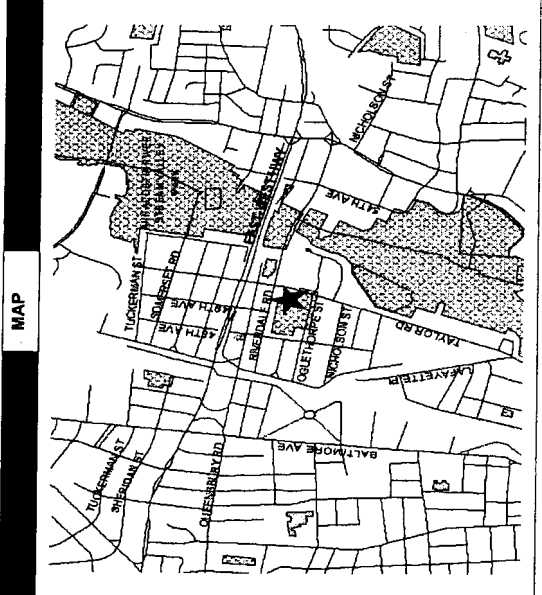 MAP
NICHOLSON ST
EAST WEST HWY
54TH AVE
TUCKERMAN ST
SOMERSET RD
49TH AVE
48TH AVE
RIVERDALE RD
OGLETHORPE ST
NICHOLSON ST
TAYLOR RD
LAFAYETTE PL
BALTIMORE AVE
TUCKERMAN ST
SHERIDAN ST
QUEENSBURY RD